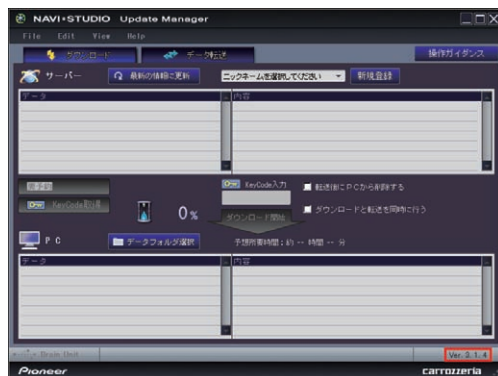 NAVI•STUDIO Update Manager
File Edit View Help
ダウンロード データ転送 操作ガイダンス
サーバー 最新の情報に更新 ニックネームを選択してください 新規登録
データ 内容
KeyCode取得 KeyCode入力 転送後にPCから削除する
0% ダウンロード開始 ダウンロードと転送を同時に行う
PC データフォルダ選択 予想所要時間:約 -- 時間 -- 分
データ 内容
Brain Unit Ver. 3.1.4
Pioneer carrozzeria